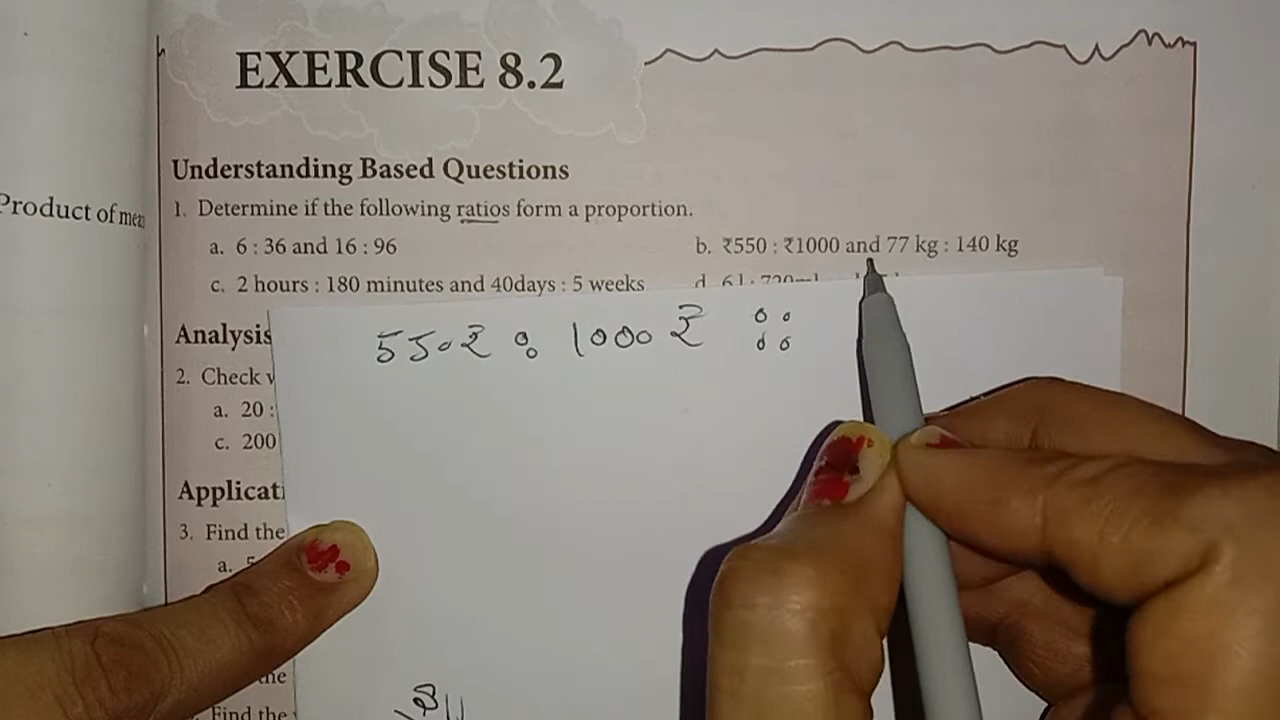 EXERCISE 8.2
Product of
Understanding Based Questions
1. Determine if the following ratios form a proportion.
a. 6 : 36 and 16 : 96
b. ₹550 : ₹1000 and 77 kg : 140 kg
c. 2 hours : 180 minutes and 40days : 5 weeks
d.
Analysis
550₹ : 1000 ₹ ::
2. Check
a. 20 :
c. 200
3. Find the
a.
Find the